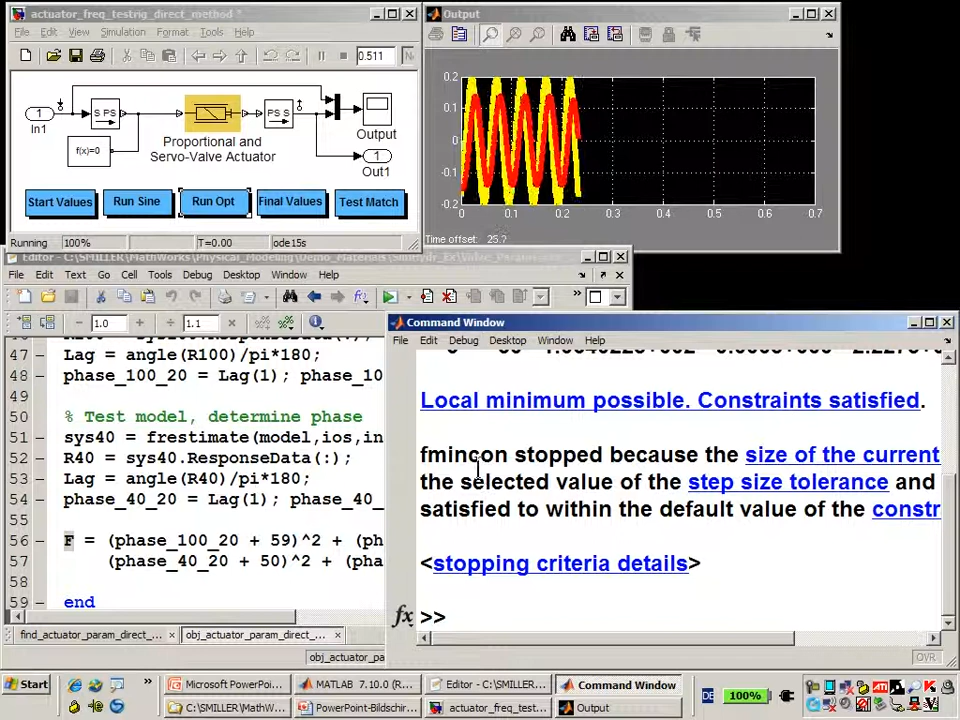 actuator_freq_testing_direct_method *
File Edit View Simulation Format Tools Help
0.511
1
In1
S PS
f(x)=0
PS S
Proportional and
Servo-Valve Actuator
Output
1
Out1
Start Values
Run Sine
Run Opt
Final Values
Test Match
Running 100% T=0.00 ode15s
Output
0.2
0.1
0
-0.1
-0.2
0 0.1 0.2 0.3 0.4 0.5 0.6 0.7
Time offset: 25.?
File Edit Text Go Cell Tools Debug Desktop Window Help
1.0
1.1
47 Lag = angle(R100)/pi*180;
48 phase_100_20 = Lag(1); phase_10
49
50 % Test model, determine phase
51 sys40 = frestimate(model,ios,in
52 R40 = sys40.ResponseData(:);
53 Lag = angle(R40)/pi*180;
54 phase_40_20 = Lag(1); phase_40_
55
56 F = (phase_100_20 + 59)^2 + (ph
57 (phase_40_20 + 50)^2 + (pha
58
59 end
find_actuator_param_direct_...
obj_actuator_param_direct_...
obj_actuator_pa
Command Window
File Edit Debug Desktop Window Help
Local minimum possible. Constraints satisfied.
fmincon stopped because the size of the current
the selected value of the step size tolerance and
satisfied to within the default value of the constr
<stopping criteria details>
fx >>
OVR
Start
Microsoft PowerPoi...
MATLAB 7.10.0 (R...
Editor - C:\SMILLER...
Command Window
DE
100%
C:\SMILLER\MathW...
PowerPoint-Bildschir...
actuator_freq_test...
Output